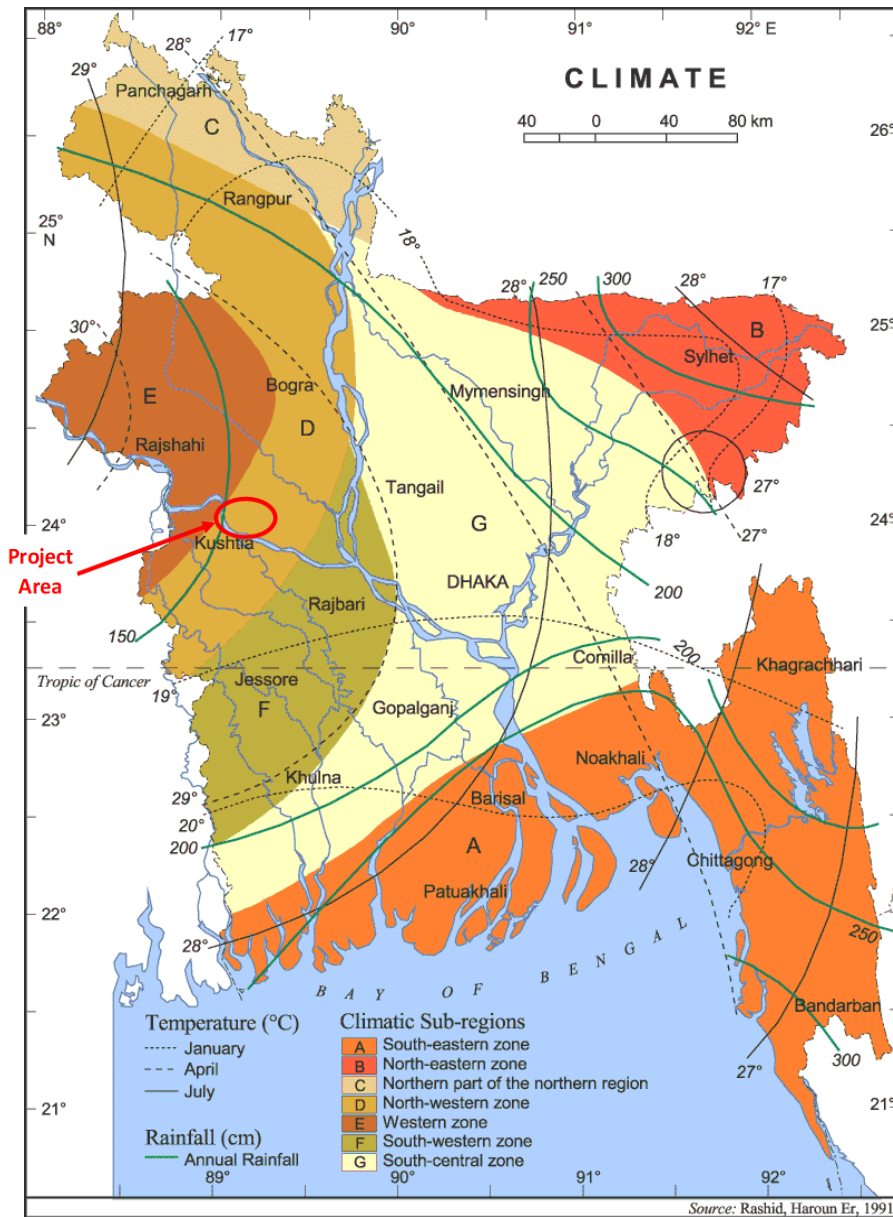 88°
90°
92° E
CLIMATE
40 0 40 80 km
17°
28°
29°
Panchagarh
C
26°
25°
N
Rangpur
18°
28°
250
300
28°
17°
25°
B
Sylhet
30°
Mymensingh
Bogra
E
D
Rajshahi
Tangail
27°
24°
G
27°
24°
18°
Project
Area
Kushtia
DHAKA
200
Rajbari
150
Comilla
200
Khagrachhari
Tropic of Cancer
19°
Jessore
23°
F
Gopalganj
23°
Noakhali
Khulna
29°
Barisal
20°
200
A
Chittagong
28°
Patuakhali
22°
22°
250
28°
BAY OF BENGAL
Bandarban
Temperature (°C)
January
April
July
Rainfall (cm)
Annual Rainfall
Climatic Sub-regions
A South-eastern zone
B North-eastern zone
C Northern part of the northern region
D North-western zone
E Western zone
F South-western zone
G South-central zone
300
27°
21°
21°
89°
90°
91°
92°
Source: Rashid, Haroun Er, 1991